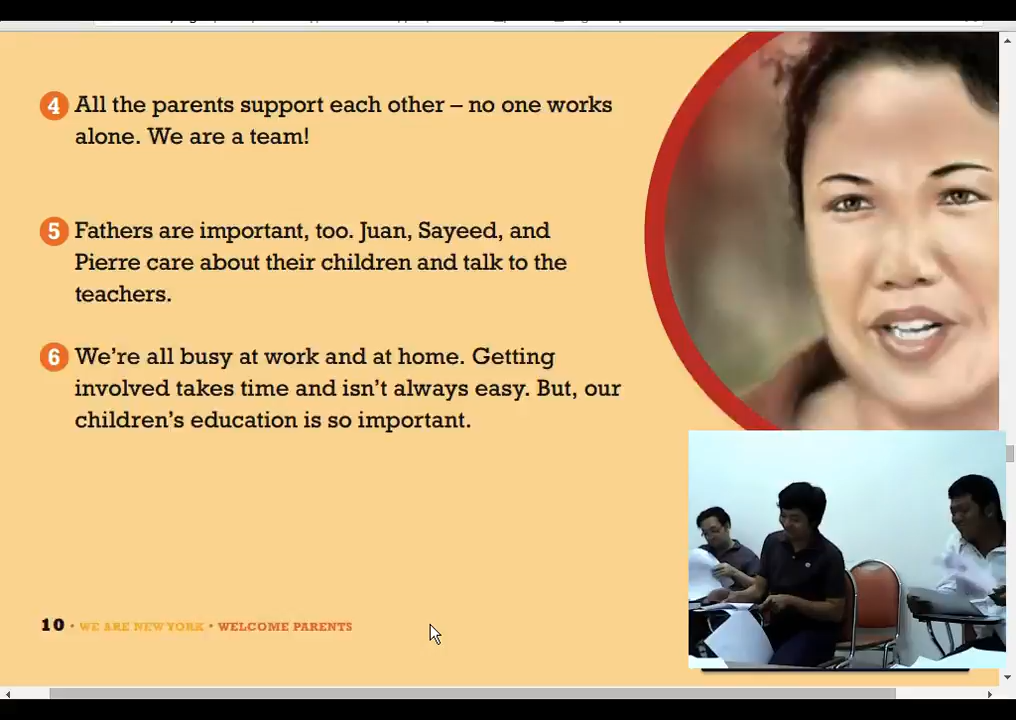 4 All the parents support each other – no one works
alone. We are a team!
5 Fathers are important, too. Juan, Sayeed, and
Pierre care about their children and talk to the
teachers.
6 We're all busy at work and at home. Getting
involved takes time and isn't always easy. But, our
children's education is so important.
10 • WE ARE NEW YORK • WELCOME PARENTS